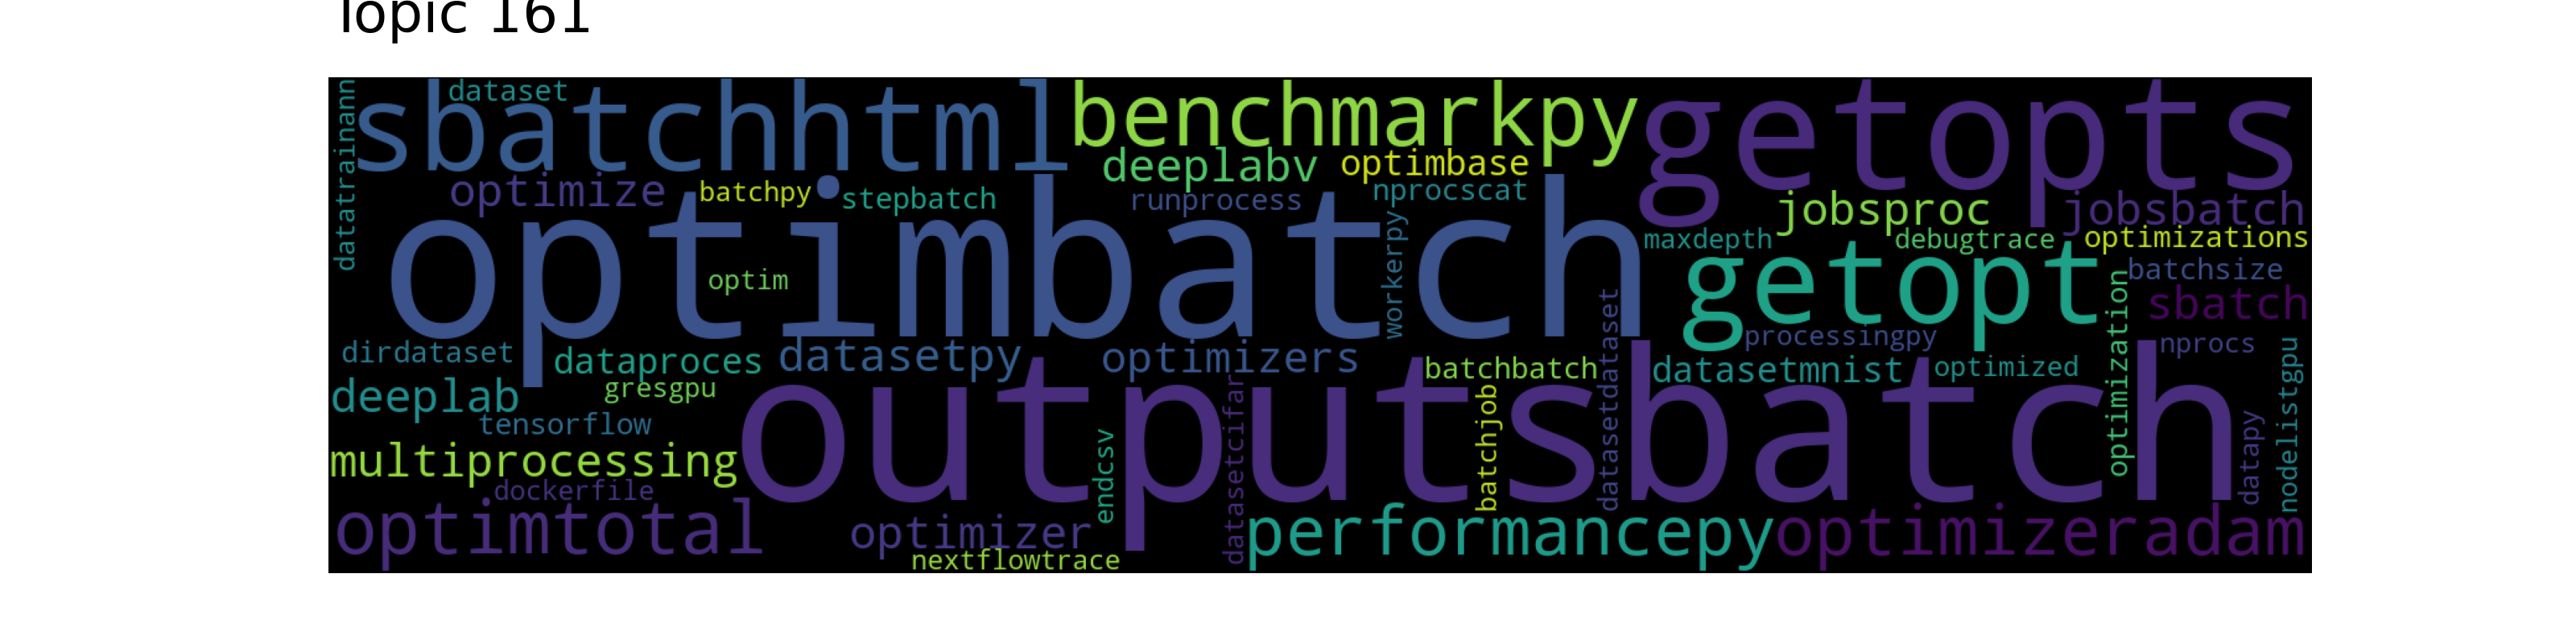 Topic 161
datatrainann
dataset
sbatchhtml
benchmarkpy
getopts
deeplabv
optimbase
optimize
batchpy
stepbatch
runprocess
nprocscat
jobsproc
jobsbatch
optimbatch
workerpy
maxdepth
debugtrace
optimizations
optim
getopt
batchsize
sbatch
optimization
datasetdataset
processingpy
nprocs
nodelistgpu
dirdataset
dataproces
datasetpy
optimizers
batchbatch
datasetmnist
optimized
deeplab
gresgpu
tensorflow
outputsbatch
datasetcifar
batchjob
endcsv
datapy
multiprocessing
dockerfile
optimtotal
optimizer
nextflowtrace
performancepy
optimizeradam